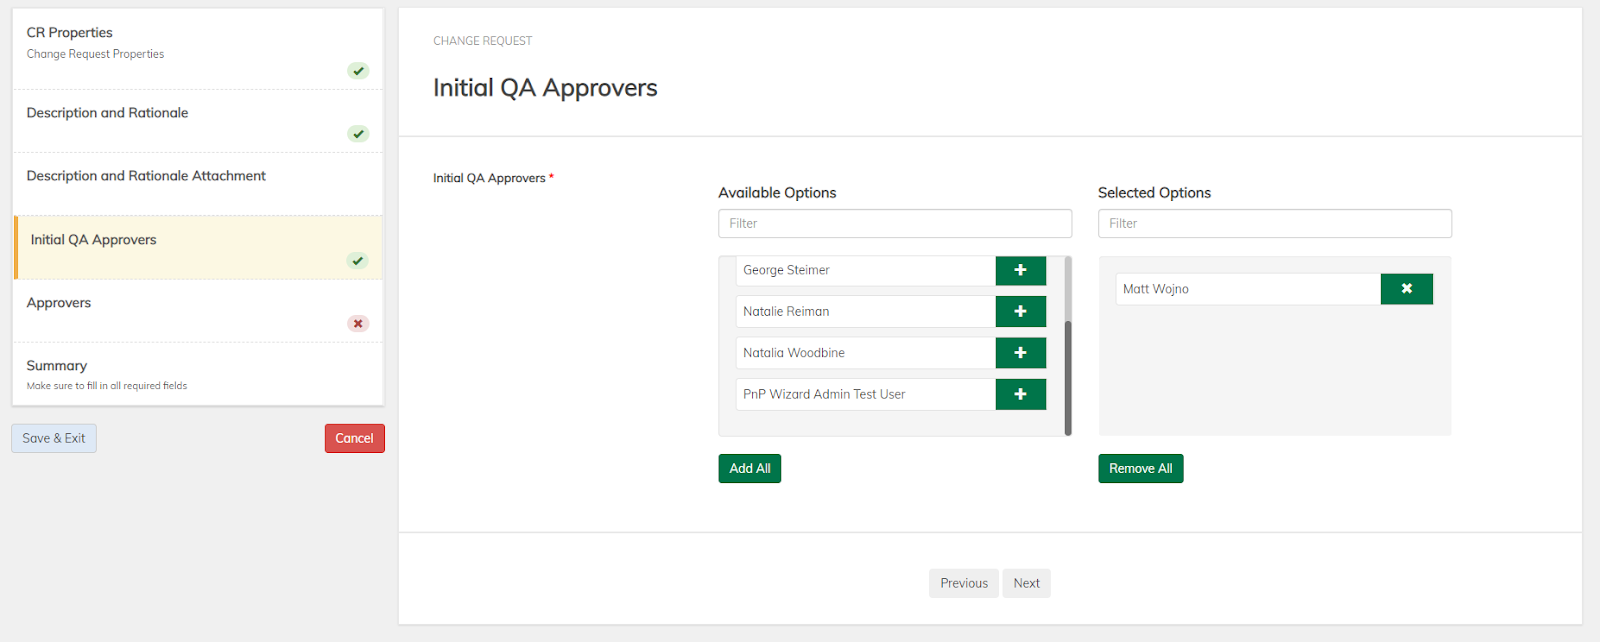 CR Properties
Change Request Properties
Description and Rationale
Description and Rationale Attachment
Initial QA Approvers
Approvers
Summary
Make sure to fill in all required fields
Save & Exit
Cancel
CHANGE REQUEST
Initial QA Approvers
Initial QA Approvers *
Available Options
Filter
George Steimer
Natalie Reiman
Natalia Woodbine
PnP Wizard Admin Test User
Add All
Selected Options
Filter
Matt Wojno
Remove All
Previous
Next